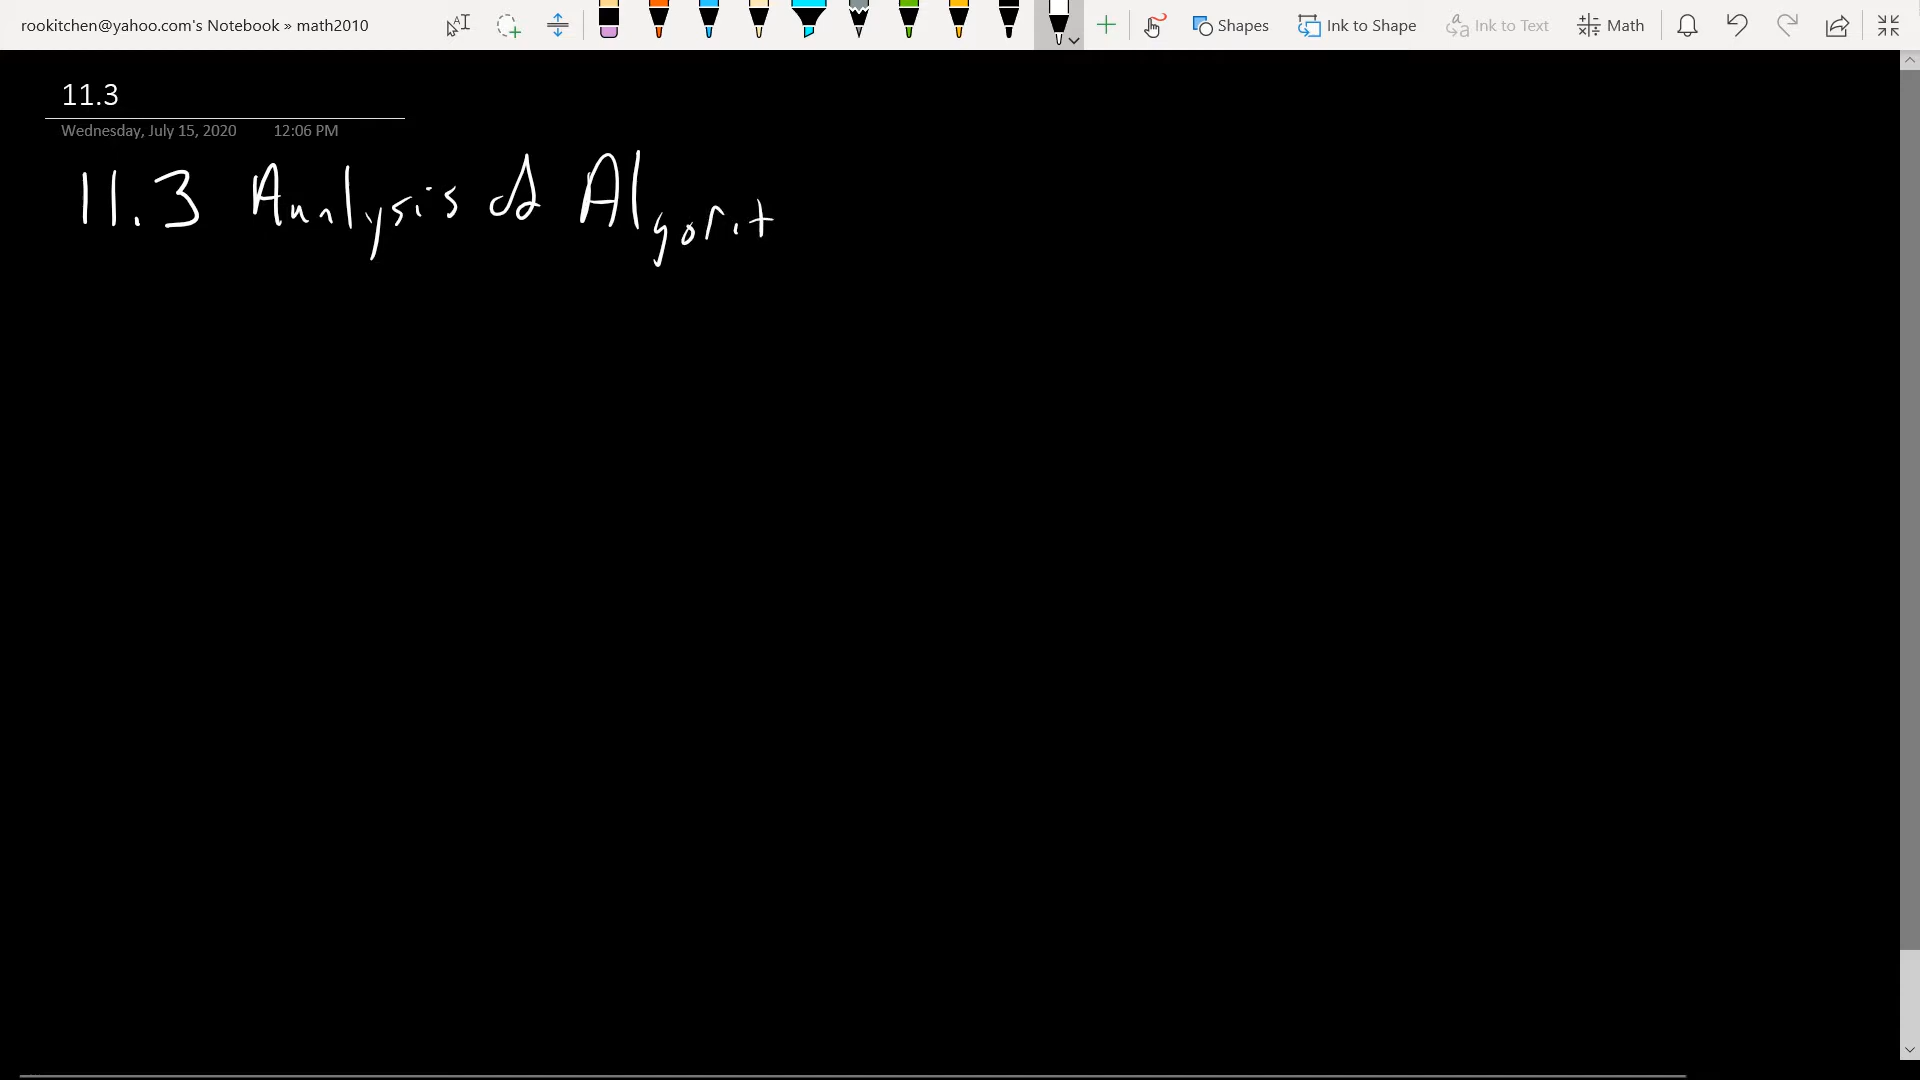 rookitchen@yahoo.com's Notebook » math2010 Shapes Ink to Shape Ink to Text Math
11.3
Wednesday, July 15, 2020 12:06 PM
11.3 Analysis of Algorit